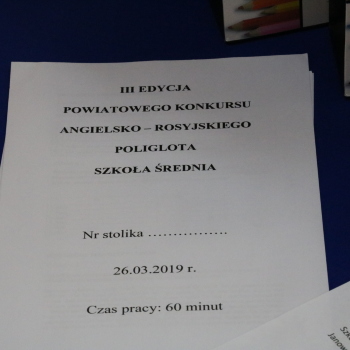 III EDYCJA
POWIATOWEGO KONKURSU
ANGIELSKO – ROSYJSKIEGO
POLIGLOTA
SZKOŁA ŚREDNIA
Nr stolika ................
26.03.2019 r.
Czas pracy: 60 minut